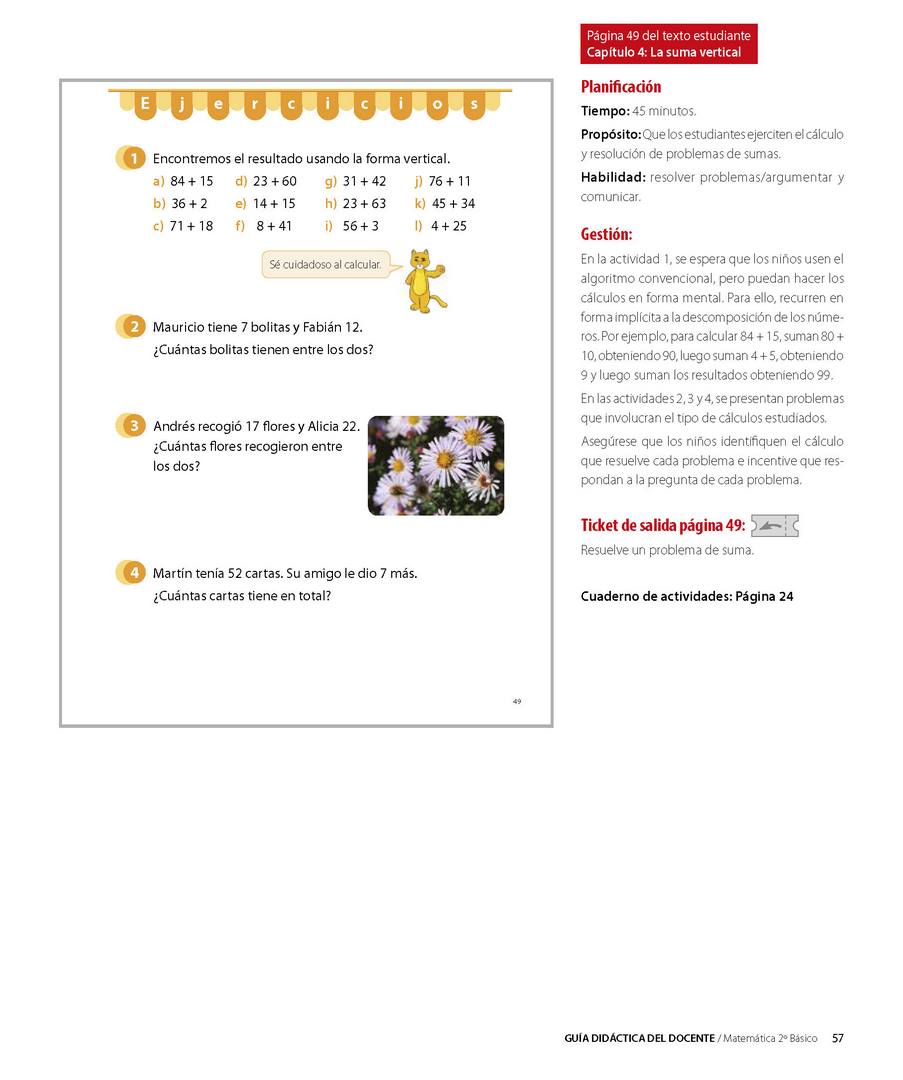 Página 49 del texto estudiante
Capítulo 4: La suma vertical
Ejercicios
1 Encontremos el resultado usando la forma vertical.
a) 84 + 15 d) 23 + 60 g) 31 + 42 j) 76 + 11
b) 36 + 2 e) 14 + 15 h) 23 + 63 k) 45 + 34
c) 71 + 18 f) 8 + 41 i) 56 + 3 l) 4 + 25
Sé cuidadoso al calcular.
2 Mauricio tiene 7 bolitas y Fabián 12.
¿Cuántas bolitas tienen entre los dos?
3 Andrés recogió 17 flores y Alicia 22.
¿Cuántas flores recogieron entre
los dos?
4 Martín tenía 52 cartas. Su amigo le dio 7 más.
¿Cuántas cartas tiene en total?
49
Planificación
Tiempo: 45 minutos.
Propósito: Que los estudiantes ejerciten el cálculo
y resolución de problemas de sumas.
Habilidad: resolver problemas/argumentar y
comunicar.
Gestión:
En la actividad 1, se espera que los niños usen el
algoritmo convencional, pero puedan hacer los
cálculos en forma mental. Para ello, recurren en
forma implícita a la descomposición de los núme-
ros. Por ejemplo, para calcular 84 + 15, suman 80 +
10, obteniendo 90, luego suman 4 + 5, obteniendo
9 y luego suman los resultados obteniendo 99.
En las actividades 2, 3 y 4, se presentan problemas
que involucran el tipo de cálculos estudiados.
Asegúrese que los niños identifiquen el cálculo
que resuelve cada problema e incentive que res-
pondan a la pregunta de cada problema.
Ticket de salida página 49:
Resuelve un problema de suma.
Cuaderno de actividades: Página 24
GUÍA DIDÁCTICA DEL DOCENTE / Matemática 2º Básico 57